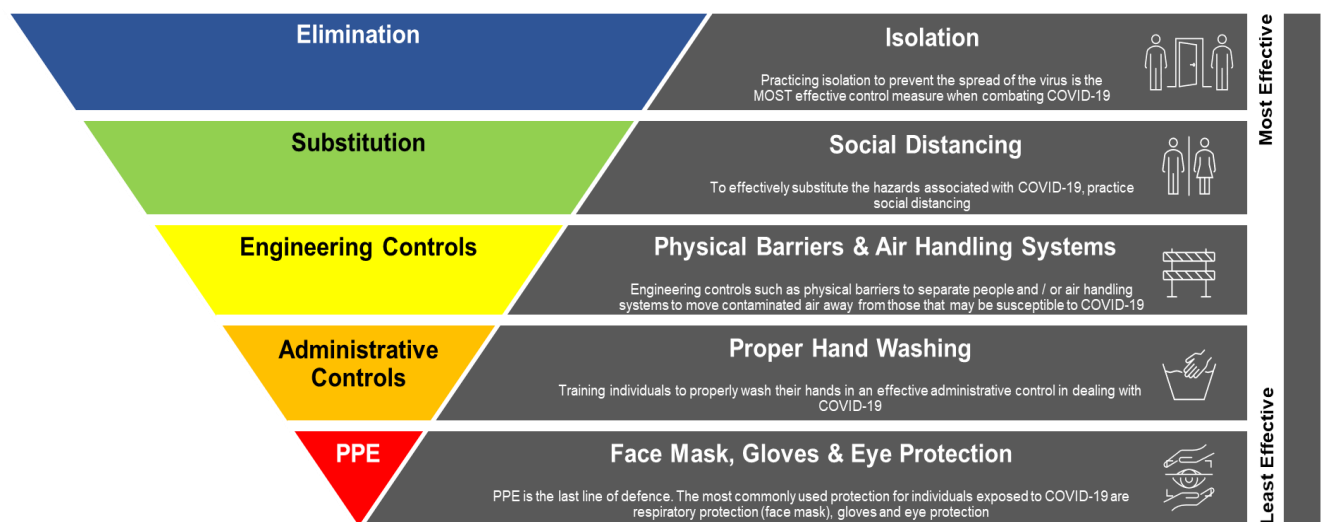 Elimination
Isolation
Practicing isolation to prevent the spread of the virus is the
MOST effective control measure when combating COVID-19
Most Effective
Substitution
Social Distancing
To effectively substitute the hazards associated with COVID-19, practice
social distancing
Engineering Controls
Physical Barriers & Air Handling Systems
Engineering controls such as physical barriers to separate people and / or air handling
systems to move contaminated air away from those that may be susceptible to COVID-19
Administrative
Controls
Proper Hand Washing
Training individuals to properly wash their hands in an effective administrative control in dealing with
COVID-19
PPE
Face Mask, Gloves & Eye Protection
PPE is the last line of defence. The most commonly used protection for individuals exposed to COVID-19 are
respiratory protection (face mask), gloves and eye protection
Least Effective